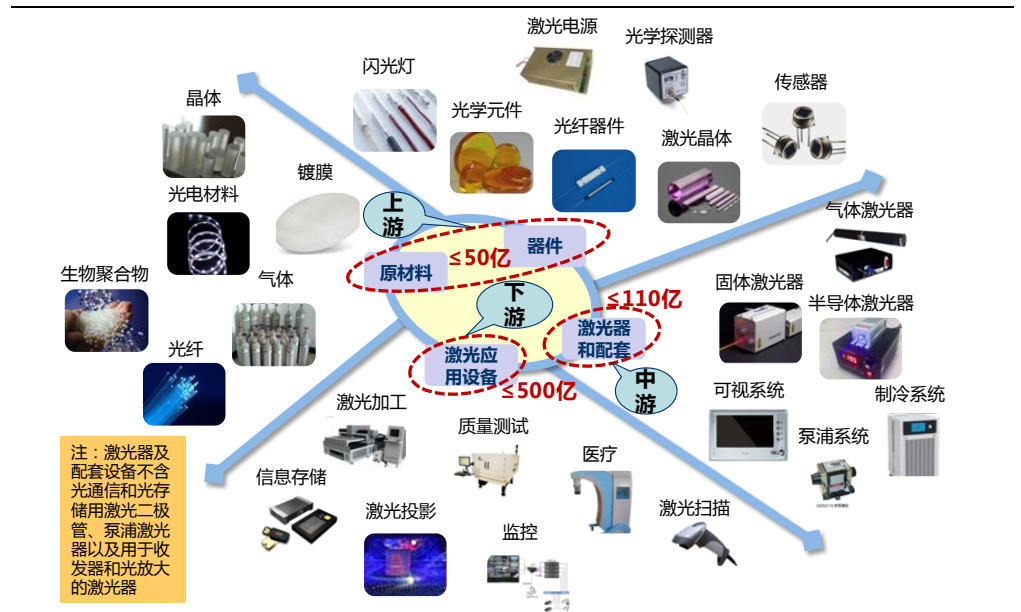 激光电源
光学探测器
闪光灯
传感器
晶体
光学元件
光纤器件
激光晶体
镀膜
光电材料
上
游
气体激光器
器件
≤50亿
原材料
生物聚合物
气体
下
游
≤110亿
固体激光器
半导体激光器
激光器
和配套
光纤
激光应
用设备
≤500亿
中
游
可视系统
制冷系统
激光加工
质量测试
泵浦系统
医疗
信息存储
激光投影
监控
激光扫描
注：激光器及
配套设备不含
光通信和光存
储用激光二极
管、泵浦激光
器以及用于收
发器和光放大
的激光器